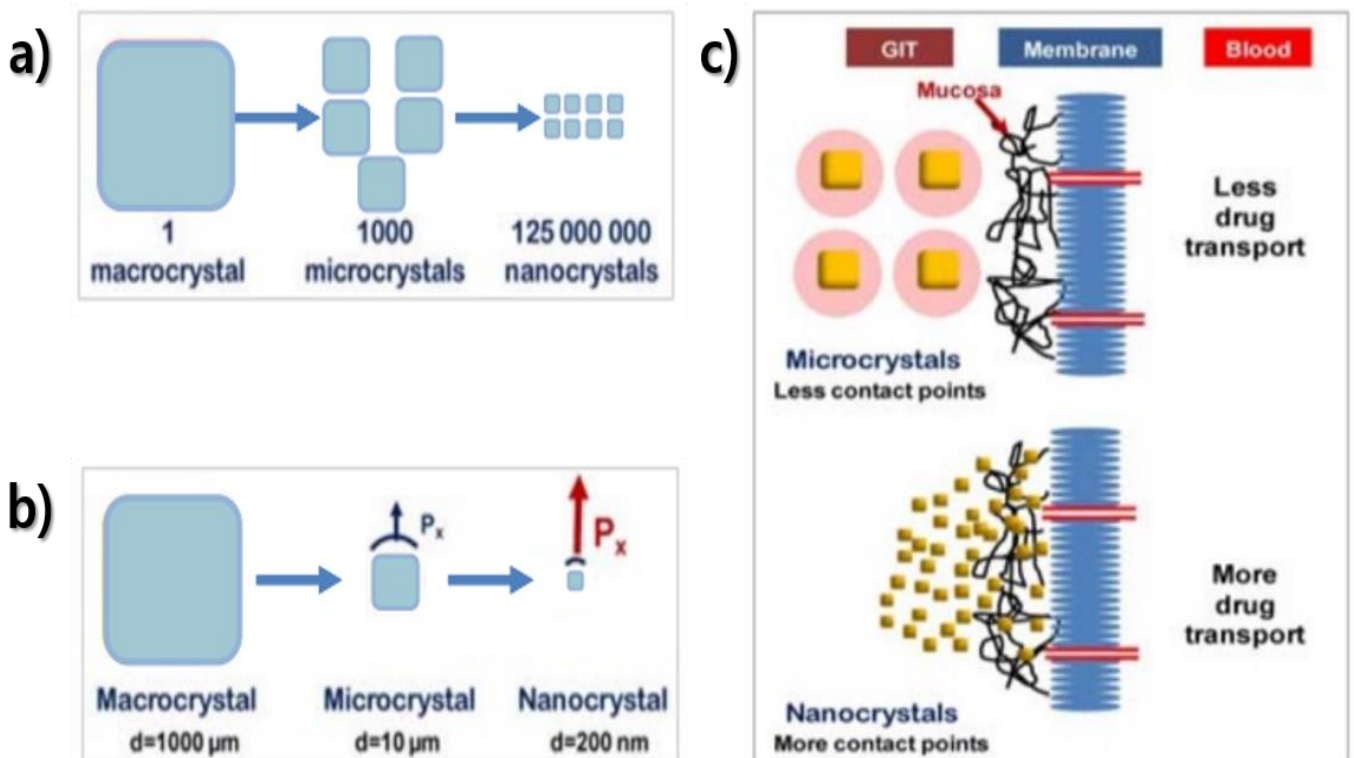 a)
1
macrocrystal
1000
microcrystals
125 000 000
nanocrystals
b)
Px
Px
Macrocrystal
d=1000 µm
Microcrystal
d=10 µm
Nanocrystal
d=200 nm
c)
GIT
Membrane
Blood
Mucosa
Less
drug
transport
Microcrystals
Less contact points
More
drug
transport
Nanocrystals
More contact points